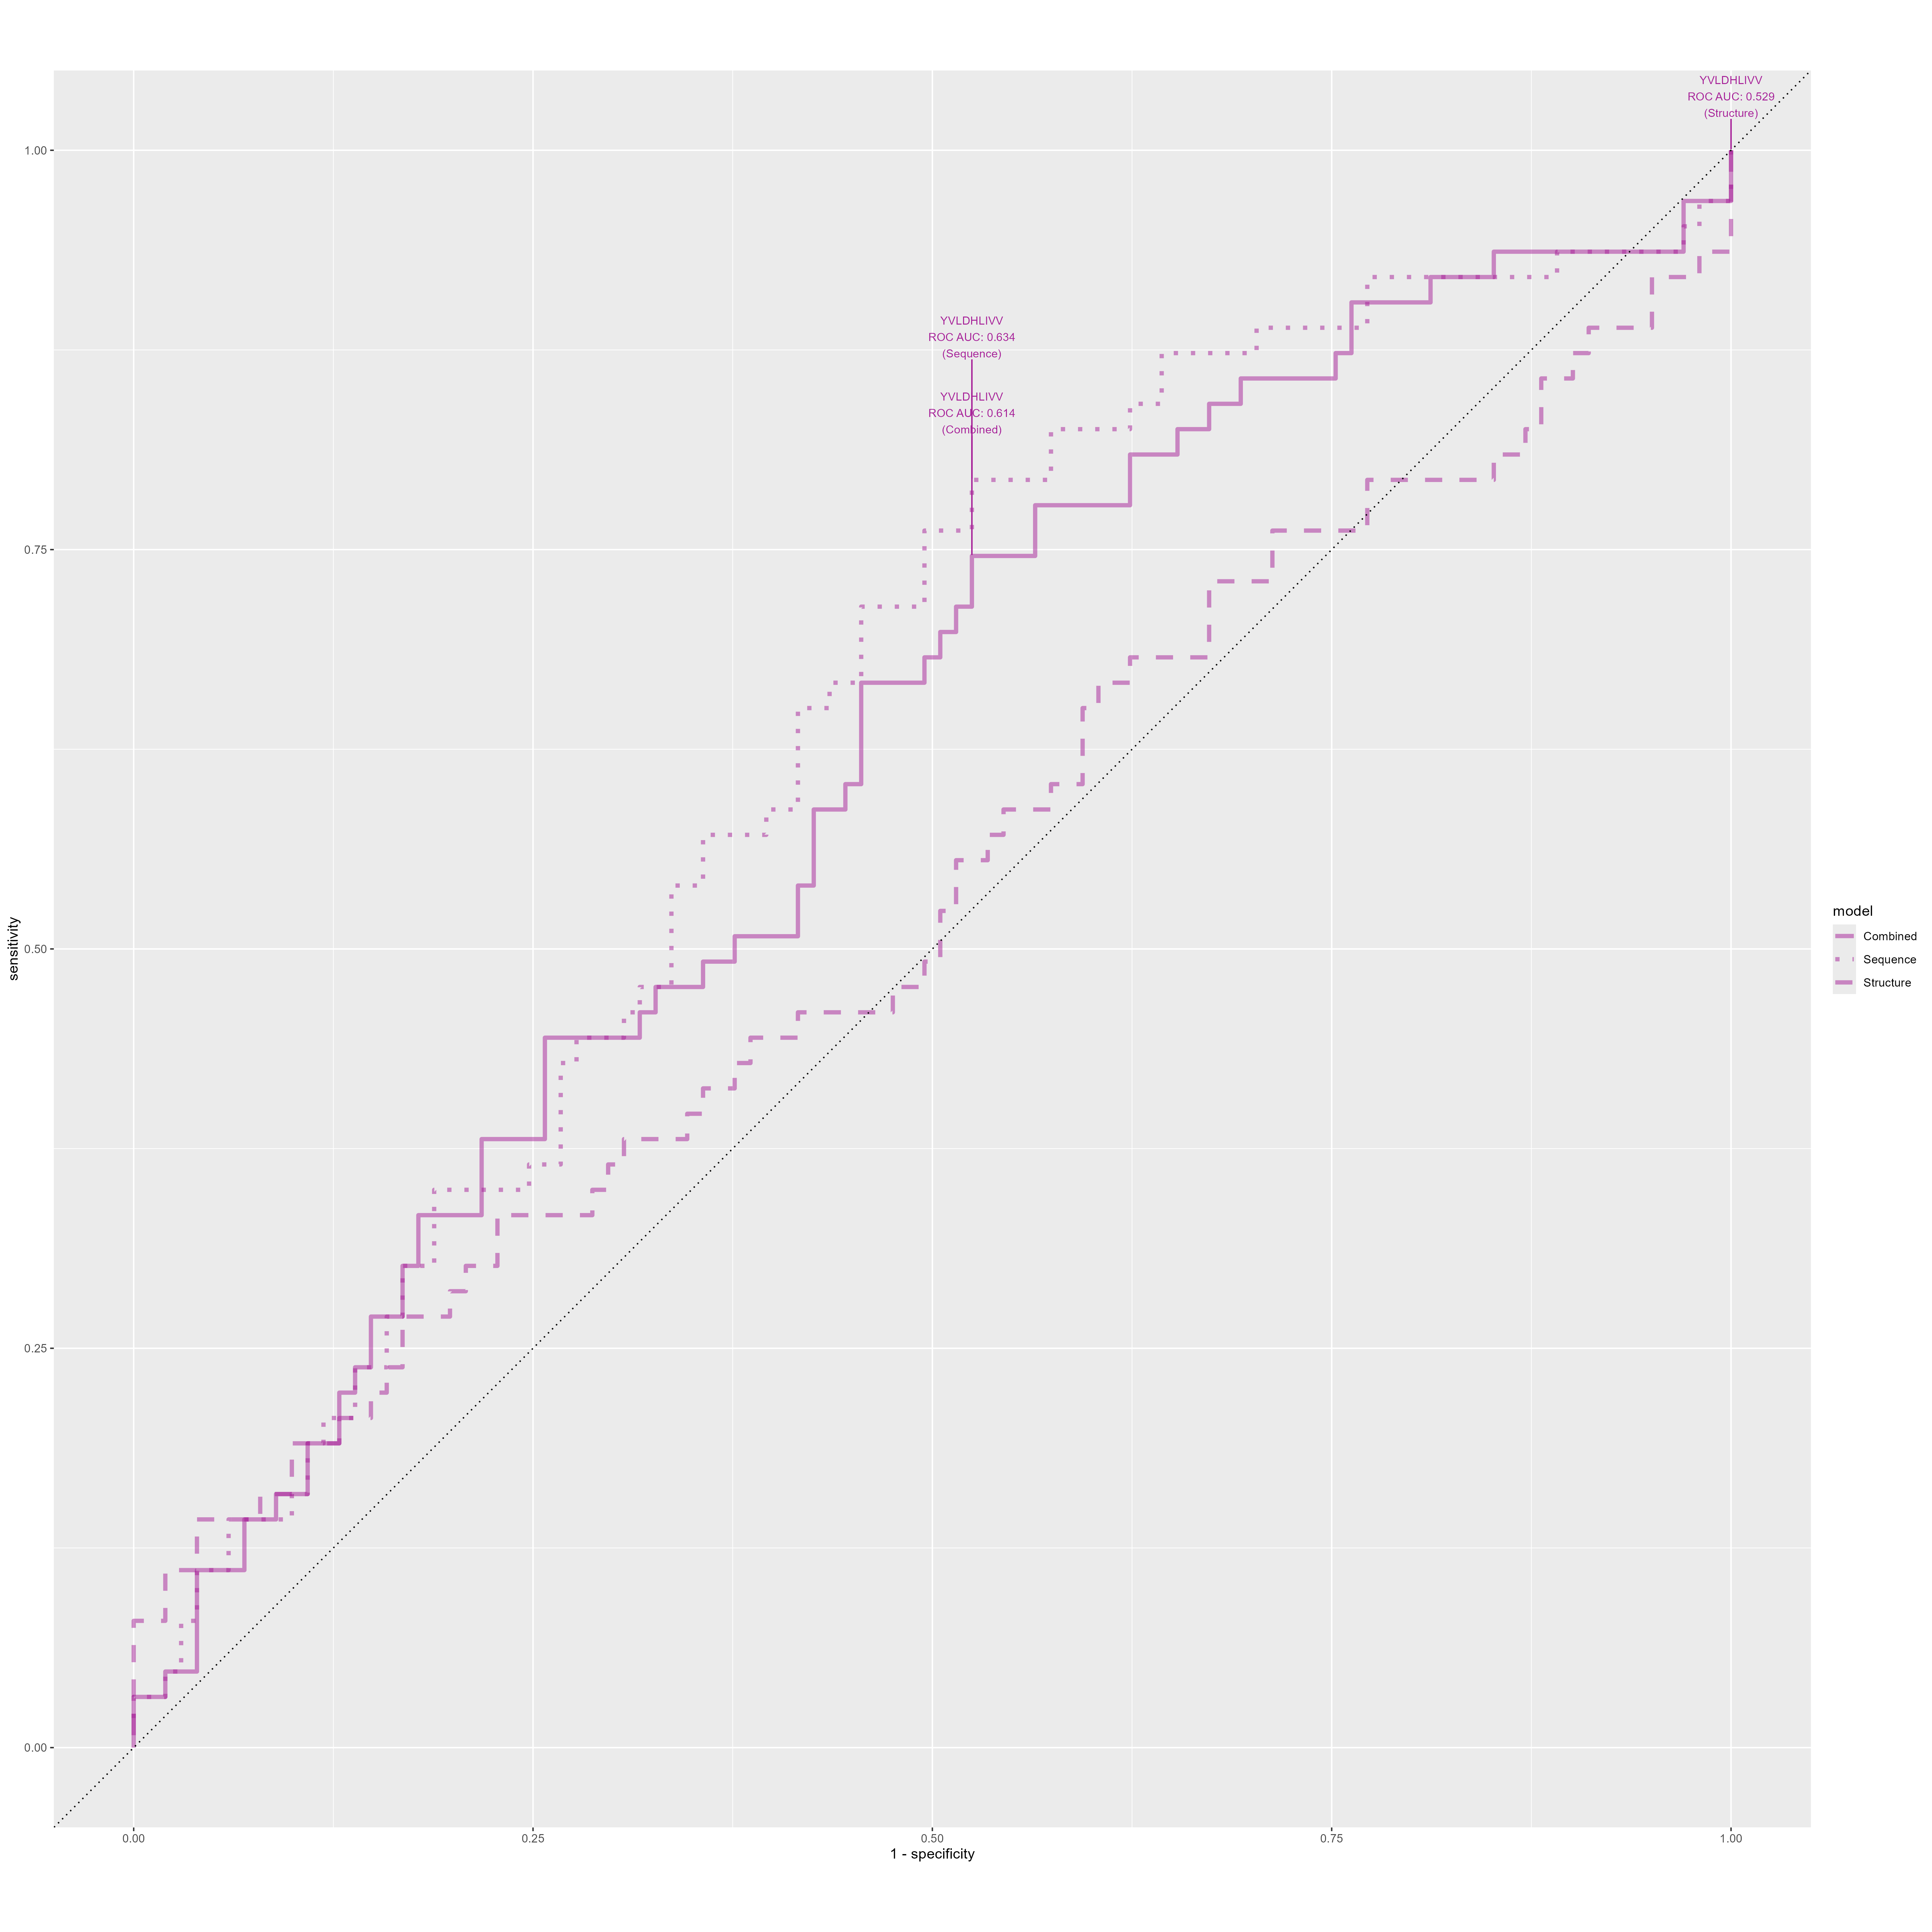 YVLDHLIVV
ROC AUC: 0.529
(Structure)
1.00
YVLDHLIVV
ROC AUC: 0.634
(Sequence)
YVLDHLIVV
ROC AUC: 0.614
(Combined)
0.75
sensitivity
0.50
0.25
0.00
0.00
0.25
0.50
0.75
1.00
1 - specificity
model
Combined
Sequence
Structure